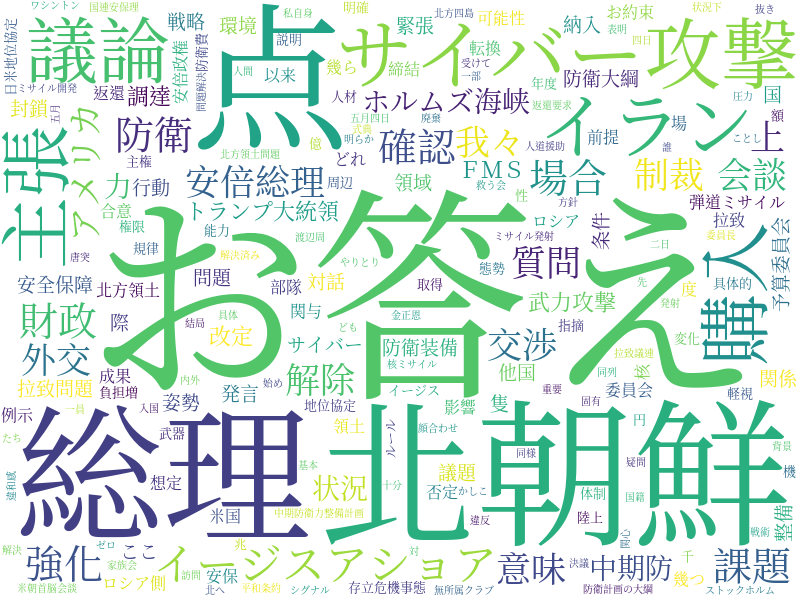 ワシントン
国連安保理
私自身
北方四島
明確
状況下
抜き
日米地位協定
戦略
環境
緊張
可能性
納入
お約束
表明
四日
議論
点
サイバー攻撃
安倍政権
説明
人間
幾ら
締結
転換
受けて
一部
防衛大綱
国
圧力
ミサイル開発
返還
調達
問題解決
防衛費
以来
人材
年度
返還要求
額
封鎖
五月
主張
アメリカ
防衛
ホルムズ海峡
イラン
五月四日
式典
廃棄
人道援助
ことし
主権
億
明らか
確認
我々
前提
場
誰
上
北方領土問題
どれ
安倍総理
領域
FMS
場合
制裁
会談
力
行動
周辺
救う会
方針
弾道ミサイル
合意
トランプ大統領
性
ロシア
条件
拉致
権限
能力
渡辺周
ミサイル発射
委員長
予算委員会
唐突
規律
解決済み
やりとり
態勢
二日
お答え
購入
安全保障
問題
部隊
対話
取得
質問
武力攻撃
度
具体的
北方領土
際
関与
金正恩
先
発射
財政
結局
具体
改定
ども
サイバー
防衛装備
交渉
指摘
変化
拉致議連
外交
内外
解除
核ミサイル
他国
核
関係
拉致問題
成果
負担増
始め
入国
姿勢
発言
地位協定
イージス
影響
隻
重要
同列
委員会
固有
軽視
例示
一員
武器
領土
ルール
顔合わせ
円
たち
総理
北朝鮮
違和感
想定
基本
議題
同様
疑問
背景
状況
十分
否定
かしこ
体制
国籍
機
米国
中期防衛力整備計画
違反
陸上
関心
戦術
整備
解決
ゼロ
兆
強化
ここ
イージスアショア
意味
決議
中期防
千
課題
家族会
対
幾つ
ロシア側
訪問
安保
米朝首脳会談
北へ
平和条約
シグナル
存立危機事態
無所属クラブ
防衛計画の大綱
ストックホルム